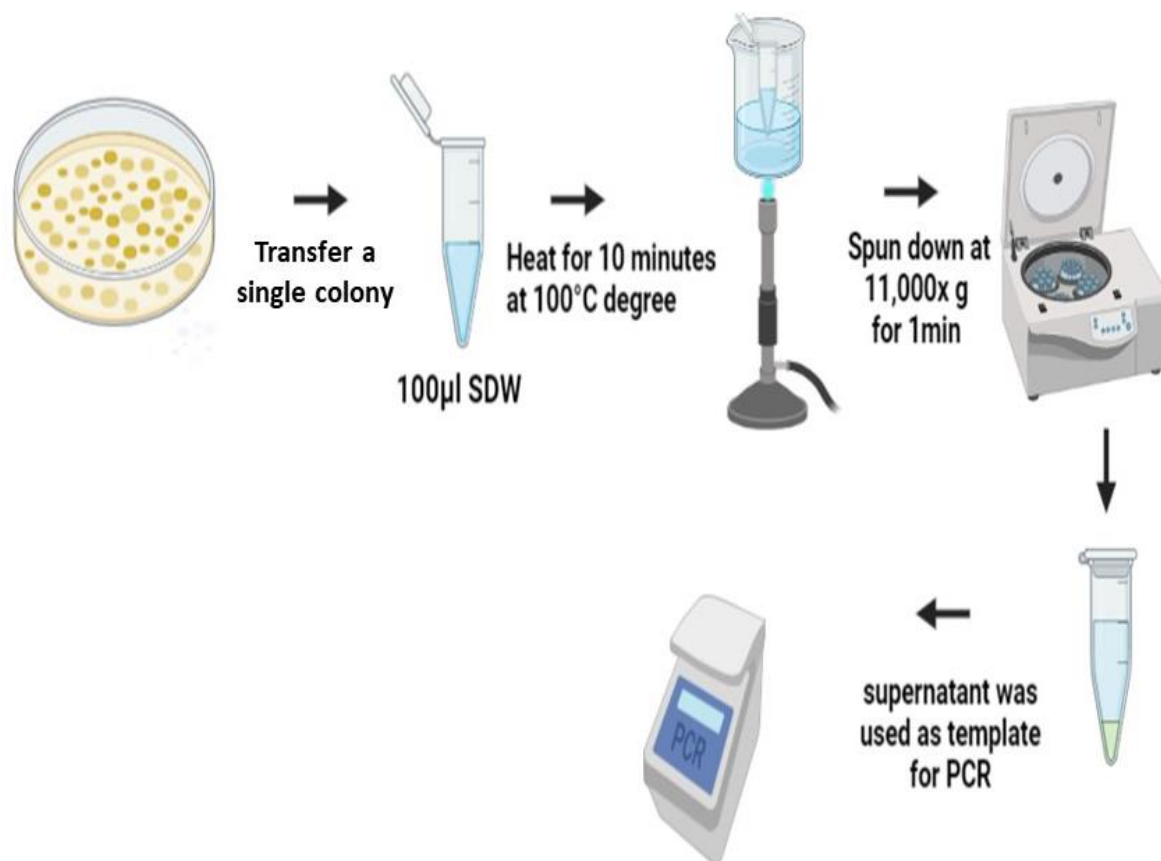 Transfer a
single colony
100µl SDW
Heat for 10 minutes
at 100°C degree
Spun down at
11,000x g
for 1min
supernatant was
used as template
for PCR
PCR